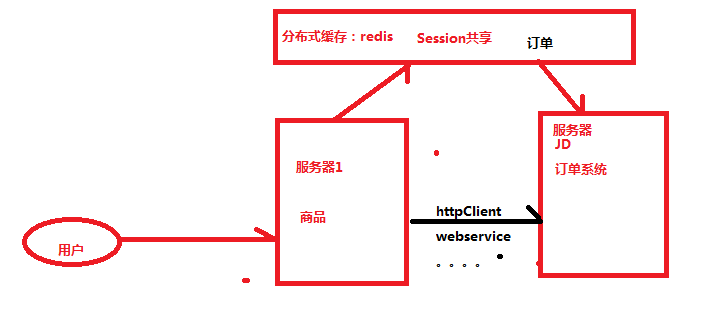 分布式缓存：redis Session共享 订单
服务器1
商品
用户
httpClient
webservice
。。。。
服务器
JD
订单系统